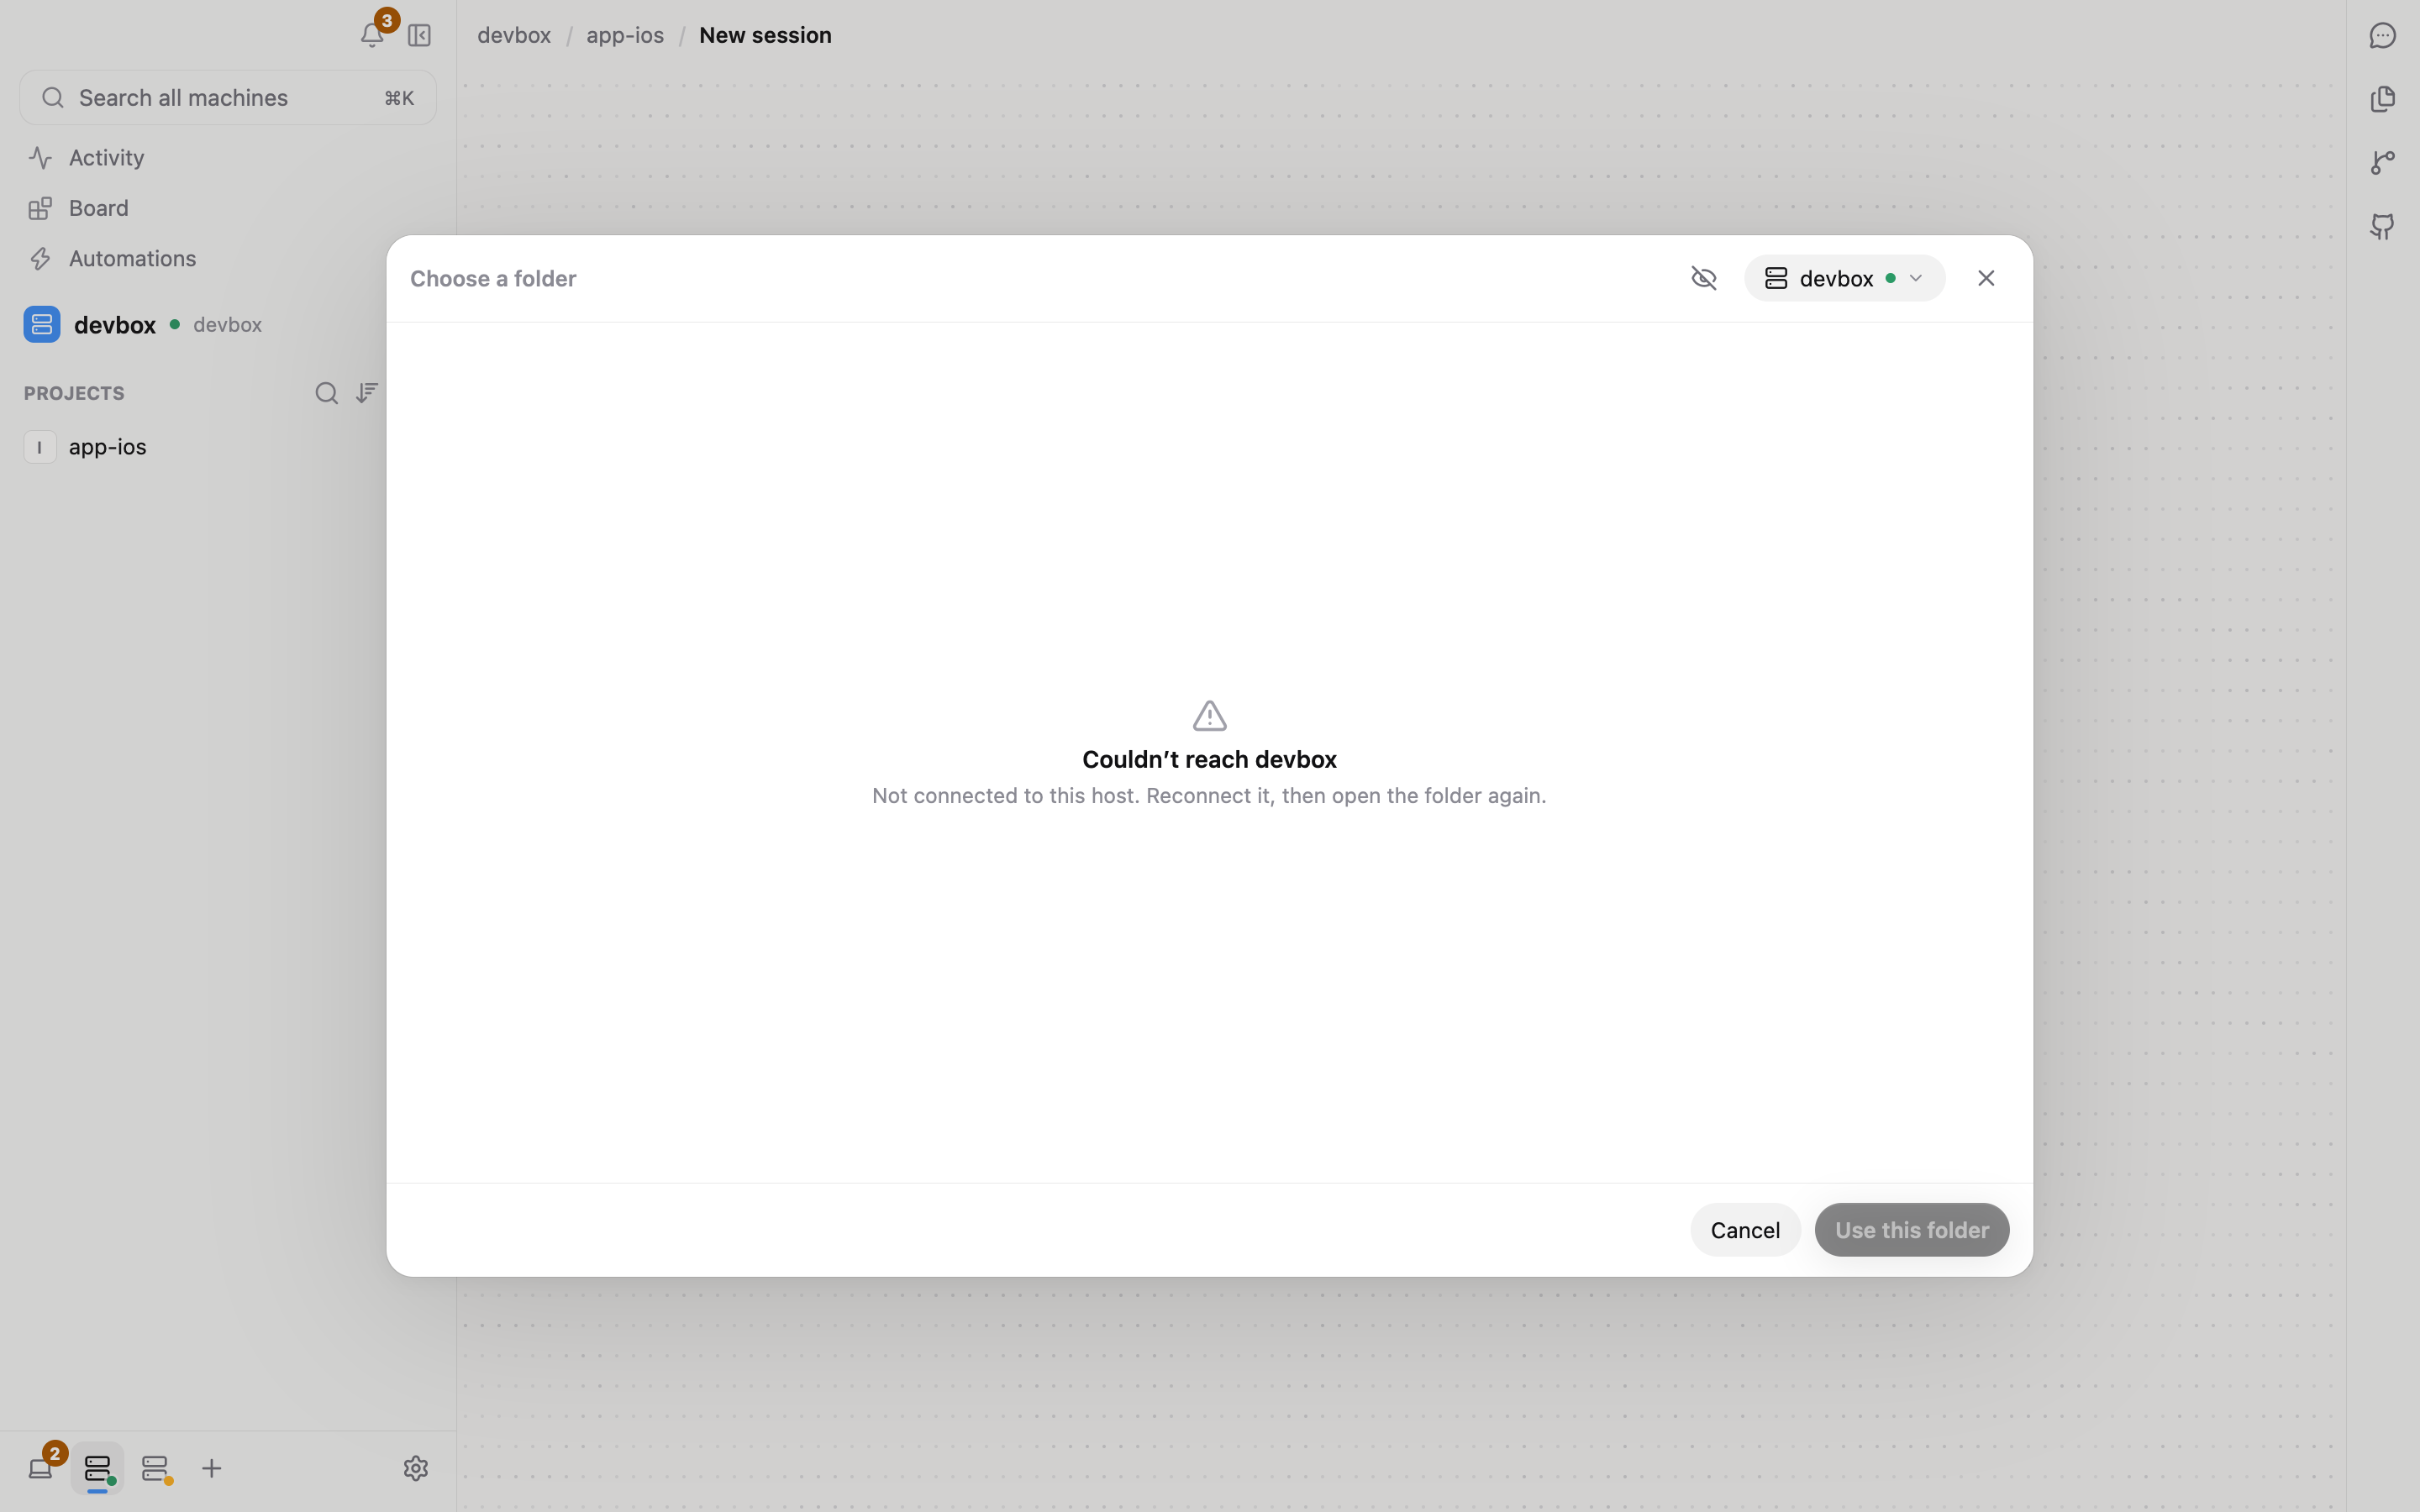 3
devbox / app-ios / New session
Search all machines ⌘K
Activity
Board
Automations
devbox devbox
PROJECTS
I app-ios
Choose a folder
devbox
Couldn’t reach devbox
Not connected to this host. Reconnect it, then open the folder again.
Cancel
Use this folder
2